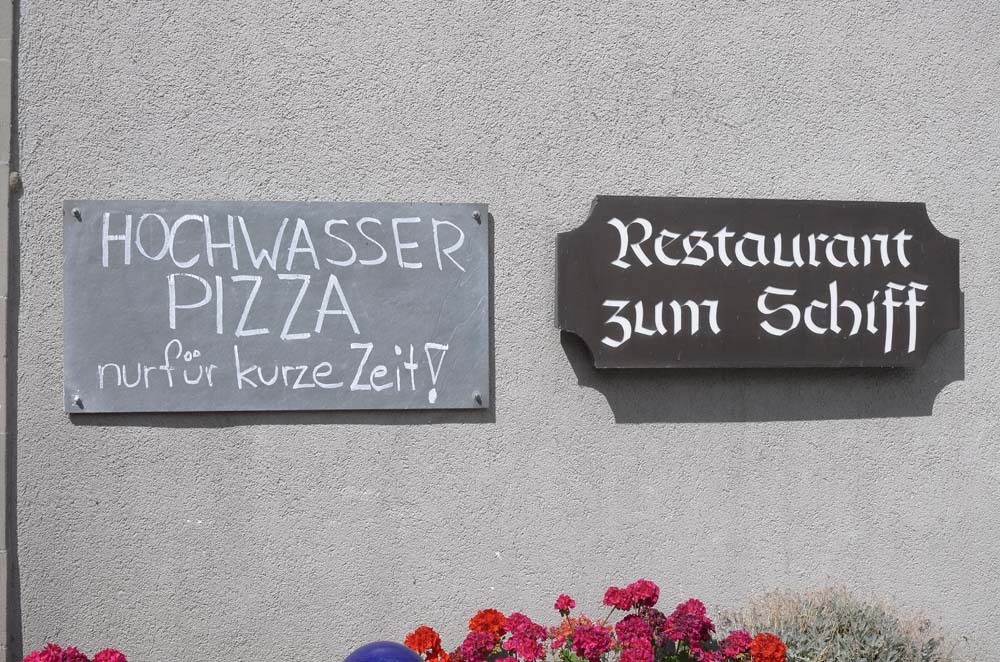 HOCHWASSER
PIZZA
nur für kurze Zeit!
Restaurant
zum Schiff